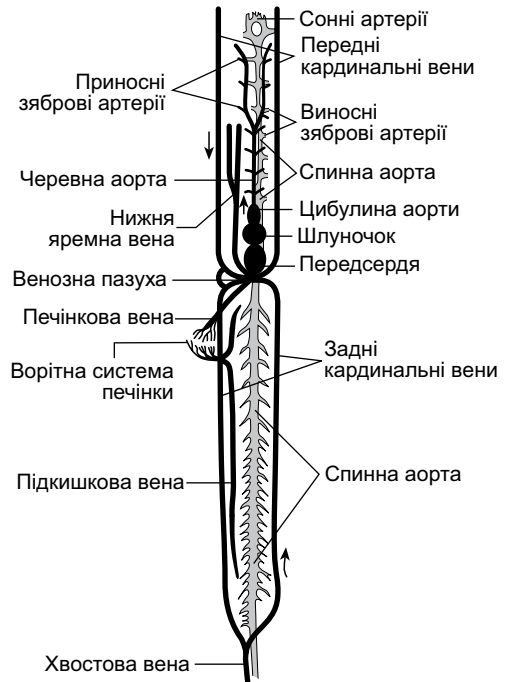 Сонні артерії
Передні
кардинальні вени
Приносні
зяброві артерії
Виносні
зяброві артерії
Черевна аорта
Спинна аорта
Нижня
яремна вена
Цибулина аорти
Шлуночок
Передсердя
Венозна пазуха
Печінкова вена
Ворітна система
печінки
Задні
кардинальні вени
Підкишкова вена
Спинна аорта
Хвостова вена